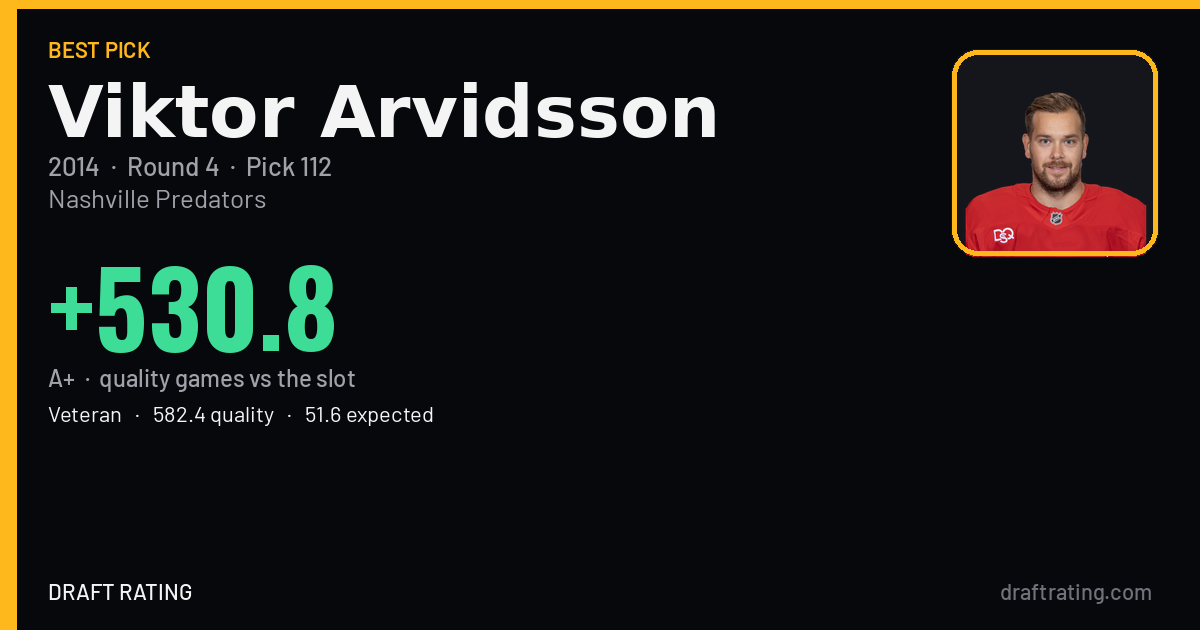 BEST PICK
Viktor Arvidsson
2014 · Round 4 · Pick 112
Nashville Predators
+530.8
A+ · quality games vs the slot
Veteran · 582.4 quality · 51.6 expected
DRAFT RATING
draftrating.com